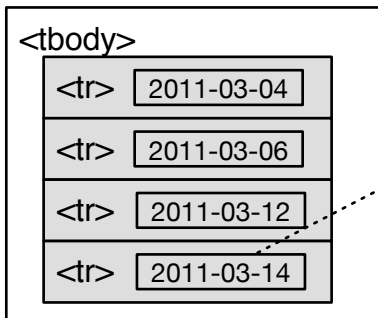 <tbody>
<tr> 2011-03-04
<tr> 2011-03-06
<tr> 2011-03-12
<tr> 2011-03-14